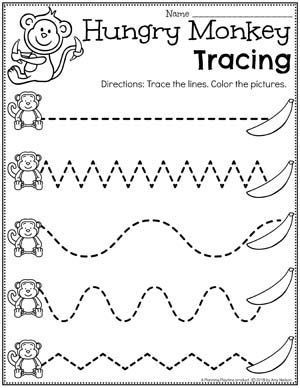 Name
Hungry Monkey
Tracing
Directions: Trace the lines. Color the pictures.